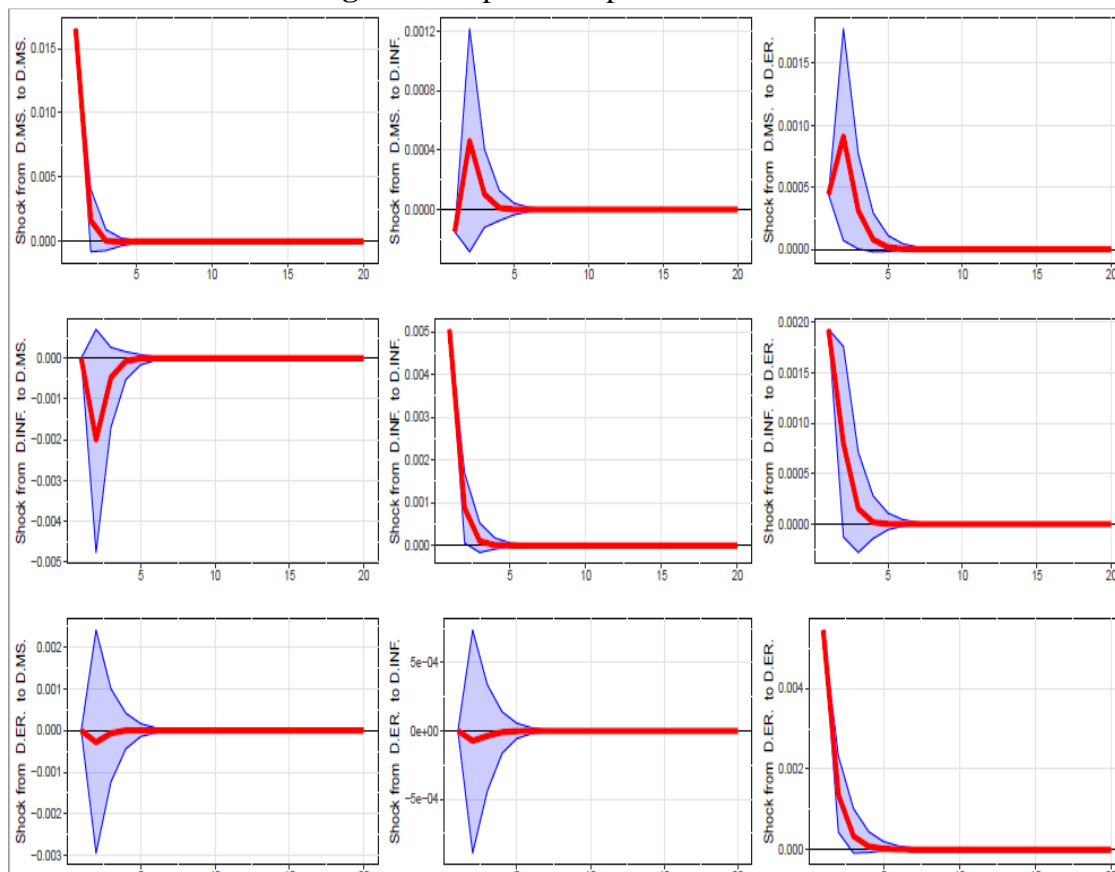 Shock from D.MS. to D.MS.
0.015
0.010
0.005
0.000
5 10 15 20
Shock from D.MS. to D.INF.
0.0012
0.0008
0.0004
0.0000
5 10 15 20
Shock from D.MS. to D.ER.
0.0015
0.0010
0.0005
0.0000
5 10 15 20
Shock from D.INF. to D.MS.
0.000
−0.001
−0.002
−0.003
−0.004
−0.005
5 10 15 20
Shock from D.INF. to D.INF.
0.005
0.004
0.003
0.002
0.001
0.000
5 10 15 20
Shock from D.INF. to D.ER.
0.0020
0.0015
0.0010
0.0005
0.0000
5 10 15 20
Shock from D.ER. to D.MS.
0.002
0.001
0.000
−0.001
−0.002
−0.003
Shock from D.ER. to D.INF.
5e−04
0e+00
−5e−04
Shock from D.ER. to D.ER.
0.004
0.002
0.000